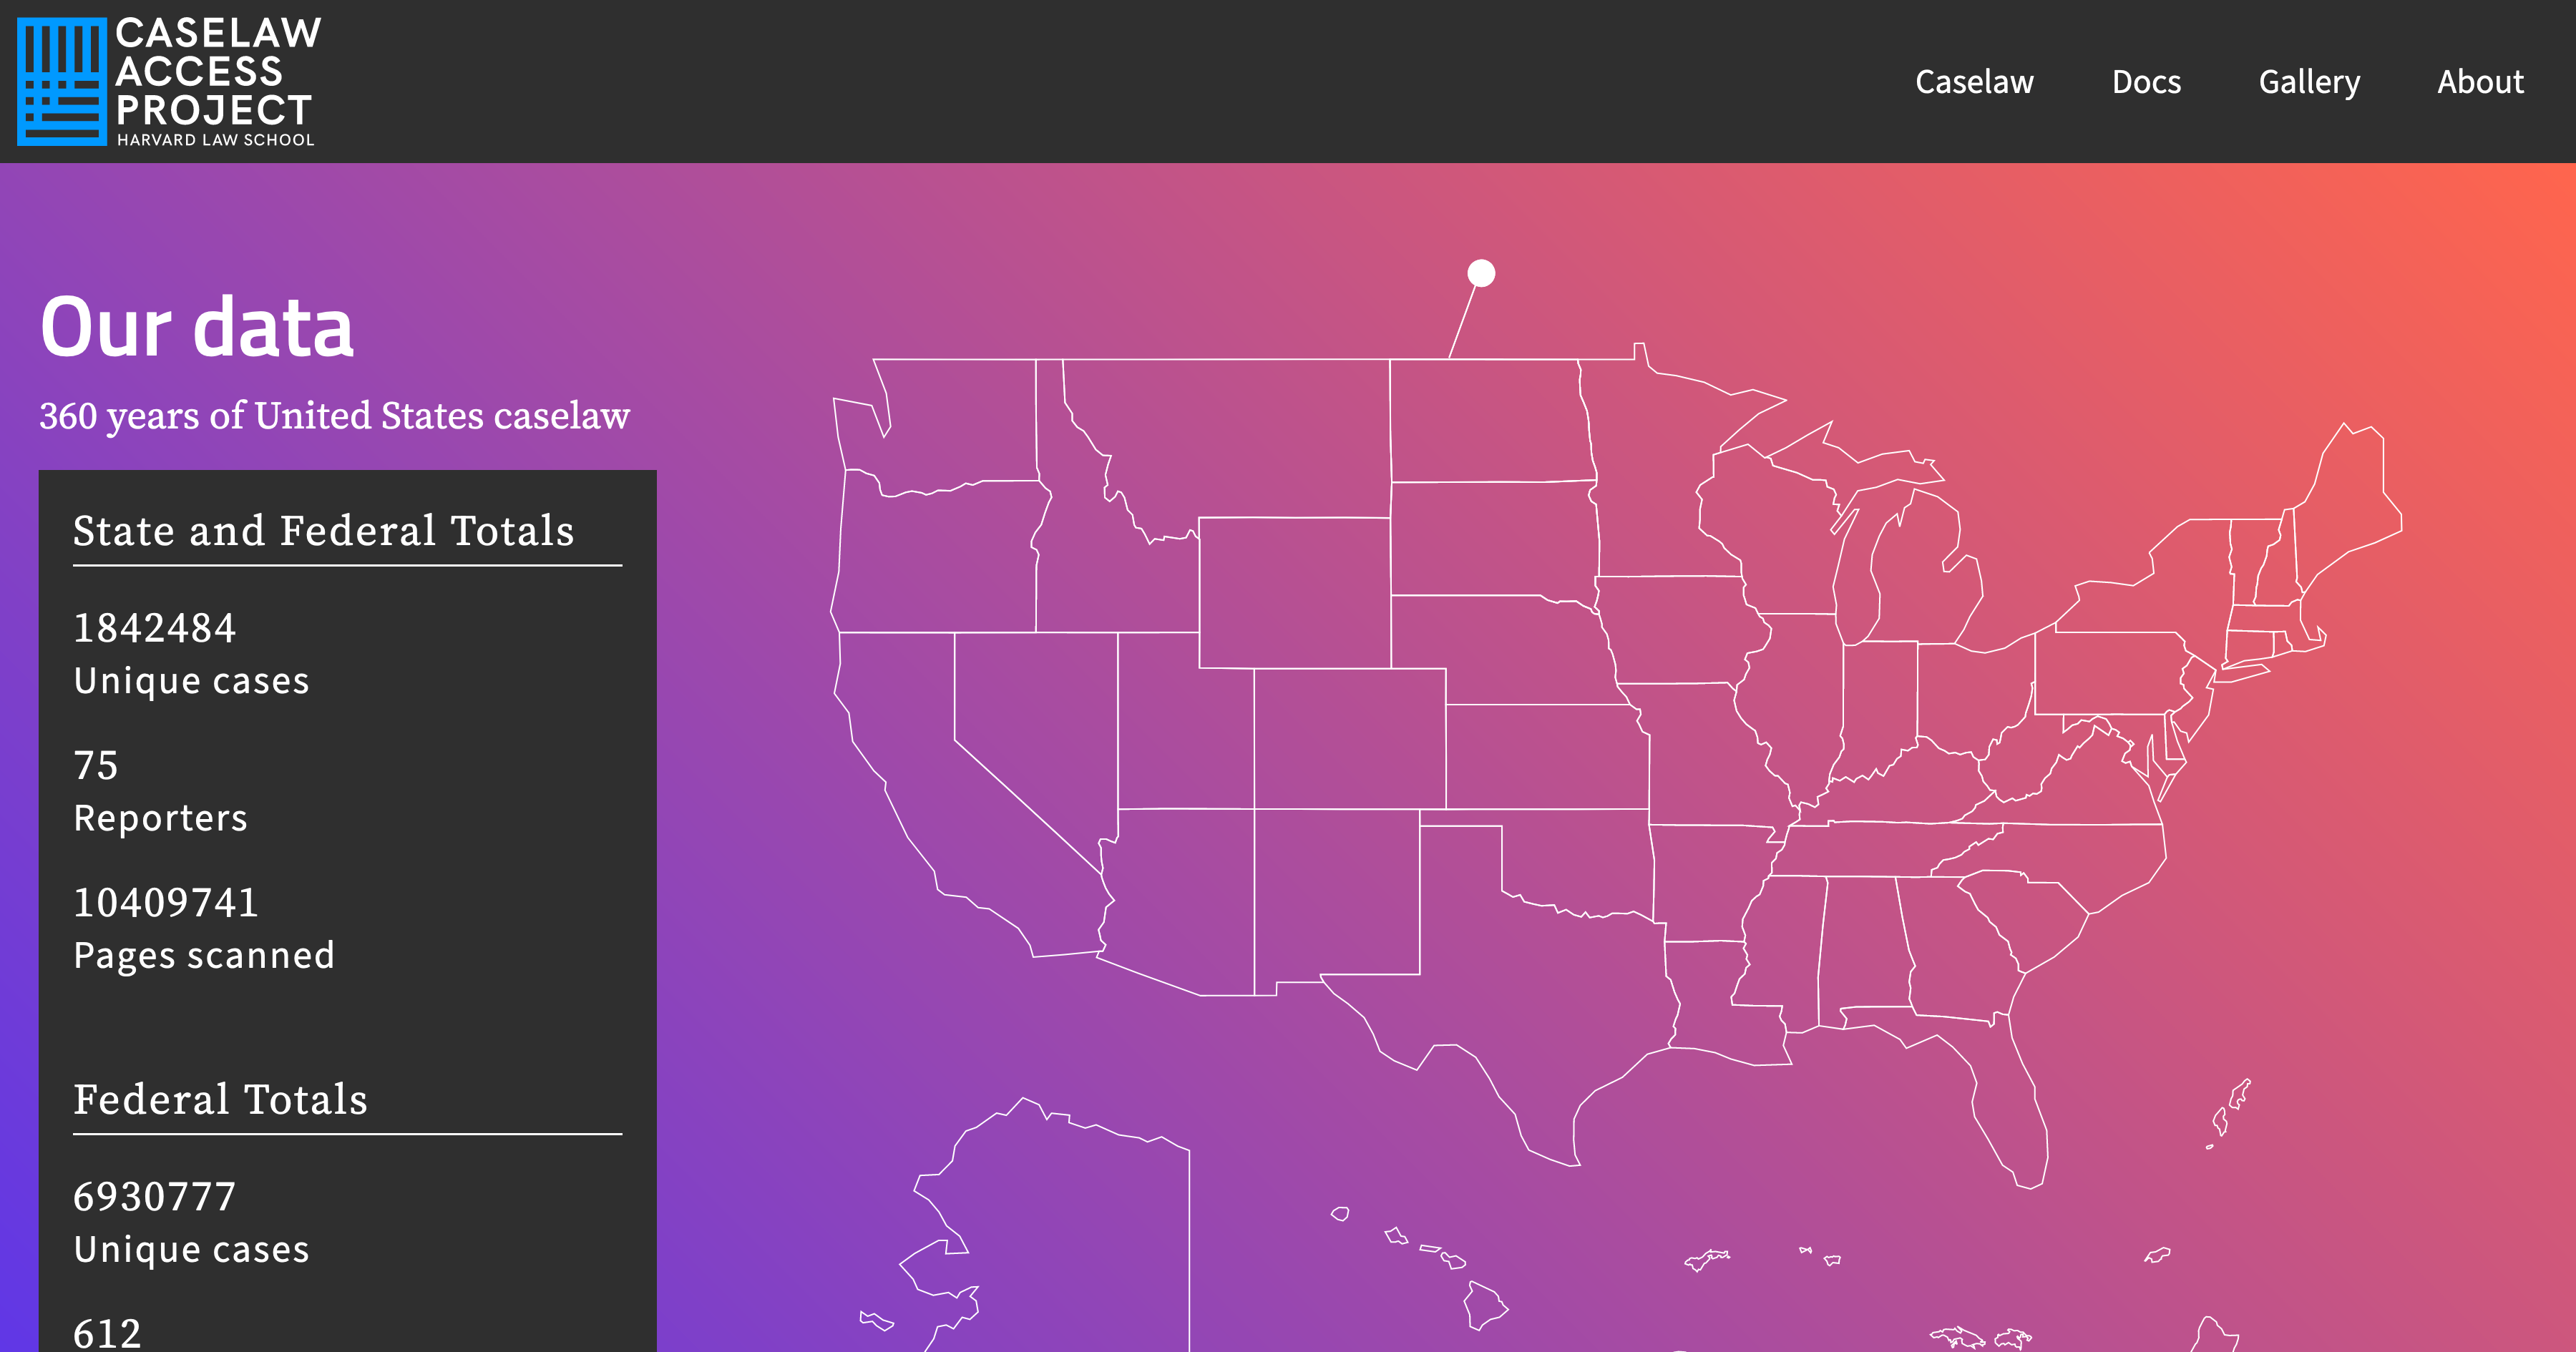 CASELAW
ACCESS
PROJECT
HARVARD LAW SCHOOL
Caselaw Docs Gallery About
Our data
360 years of United States caselaw
State and Federal Totals
1842484
Unique cases
75
Reporters
10409741
Pages scanned
Federal Totals
6930777
Unique cases
612